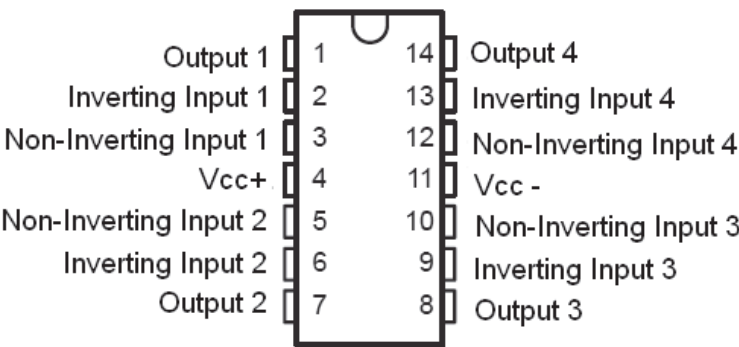 Output 1 1 14 Output 4
Inverting Input 1 2 13 Inverting Input 4
Non-Inverting Input 1 3 12 Non-Inverting Input 4
Vcc+ 4 11 Vcc -
Non-Inverting Input 2 5 10 Non-Inverting Input 3
Inverting Input 2 6 9 Inverting Input 3
Output 2 7 8 Output 3